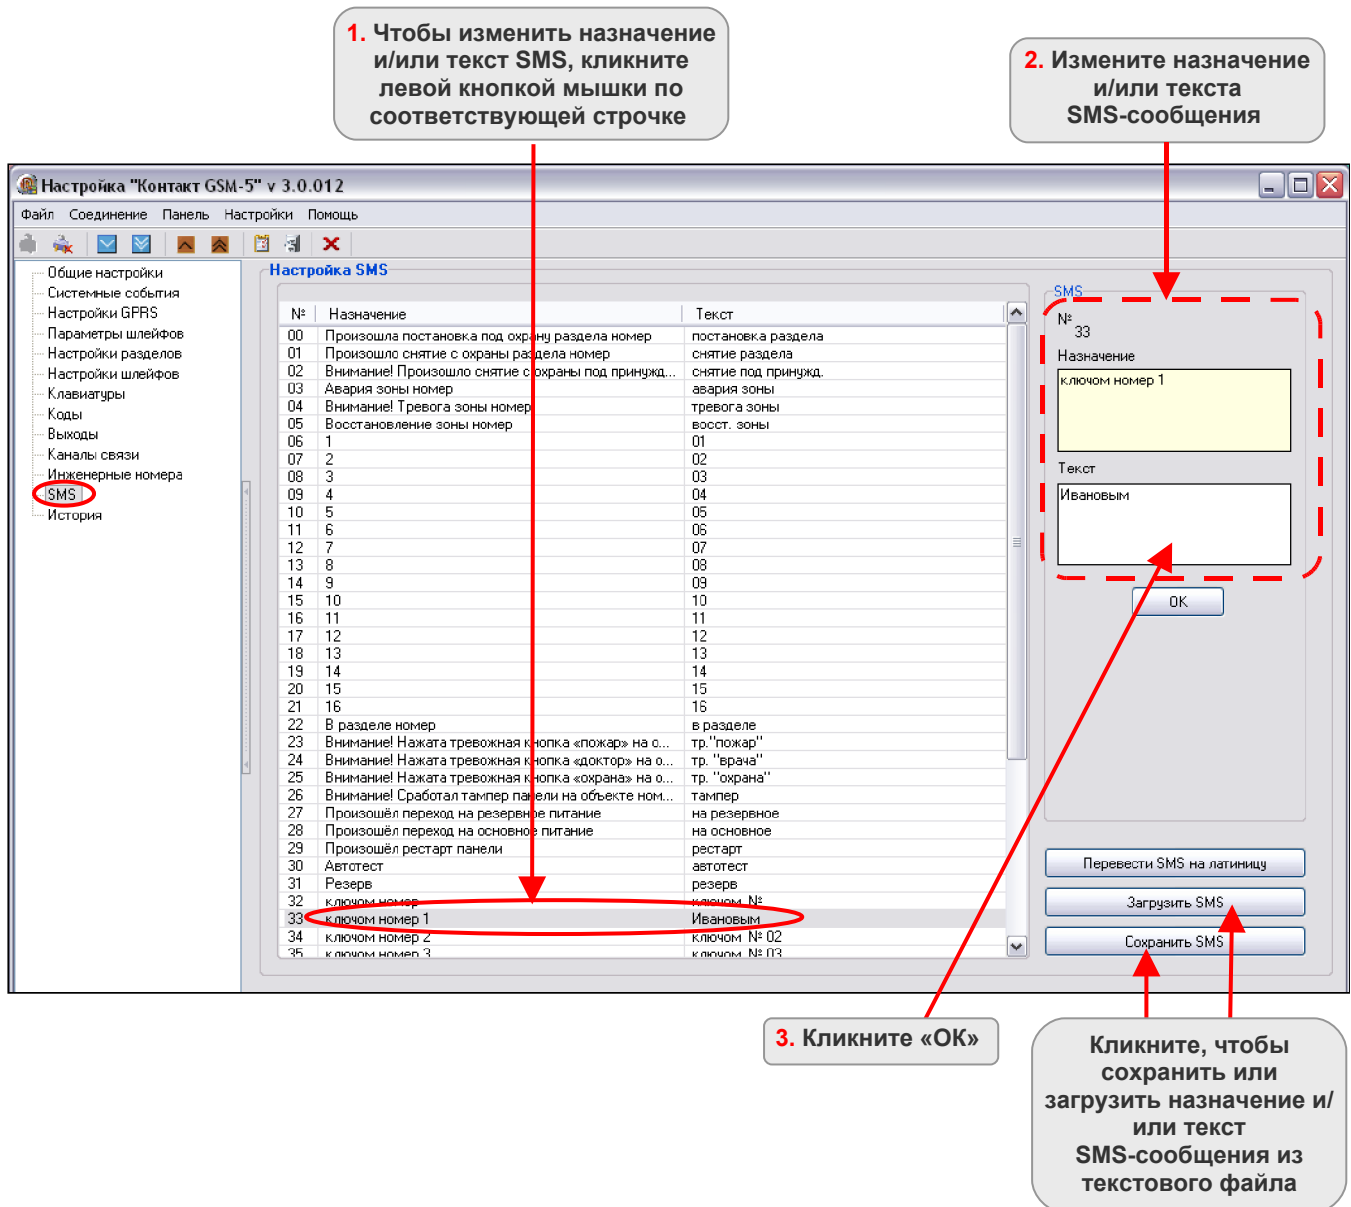 1. Чтобы изменить назначение
и/или текст SMS, кликните
левой кнопкой мышки по
соответствующей строчке
2. Измените назначение
и/или текста
SMS-сообщения
Настройка "Контакт GSM-5" v 3.0.012
Файл Соединение Панель Настройки Помощь
Общие настройки
Системные события
Настройки GPRS
Параметры шлейфов
Настройки разделов
Настройки шлейфов
Клавиатуры
Коды
Выходы
Каналы связи
Инженерные номера
SMS
История
Настройка SMS
№ Назначение Текст
00 Произошла постановка под охрану раздела номер постановка раздела
01 Произошло снятие с охраны раздела номер снятие раздела
02 Внимание! Произошло снятие с охраны под принужд... снятие под принужд.
03 Авария зоны номер авария зоны
04 Внимание! Тревога зоны номер тревога зоны
05 Восстановление зоны номер восст. зоны
06 1 01
07 2 02
08 3 03
09 4 04
10 5 05
11 6 06
12 7 07
13 8 08
14 9 09
15 10 10
16 11 11
17 12 12
18 13 13
19 14 14
20 15 15
21 16 16
22 В разделе номер в разделе
23 Внимание! Нажата тревожная кнопка «пожар» на о... тр."пожар"
24 Внимание! Нажата тревожная кнопка «доктор» на о... тр. "врача"
25 Внимание! Нажата тревожная кнопка «охрана» на о... тр. "охрана"
26 Внимание! Сработал тампер панели на объекте ном... тампер
27 Произошёл переход на резервное питание на резервное
28 Произошёл переход на основное питание на основное
29 Произошёл рестарт панели рестарт
30 Автотест автотест
31 Резерв резерв
32 ключом номер ключом №
33 ключом номер 1 Ивановым
34 ключом номер 2 ключом № 02
35 ключом номер 3 ключом № 03
SMS
№
33
Назначение
ключом номер 1
Текст
Ивановым
OK
Перевести SMS на латиницу
Загрузить SMS
Сохранить SMS
3. Кликните «ОК»
Кликните, чтобы
сохранить или
загрузить назначение и/
или текст
SMS-сообщения из
текстового файла